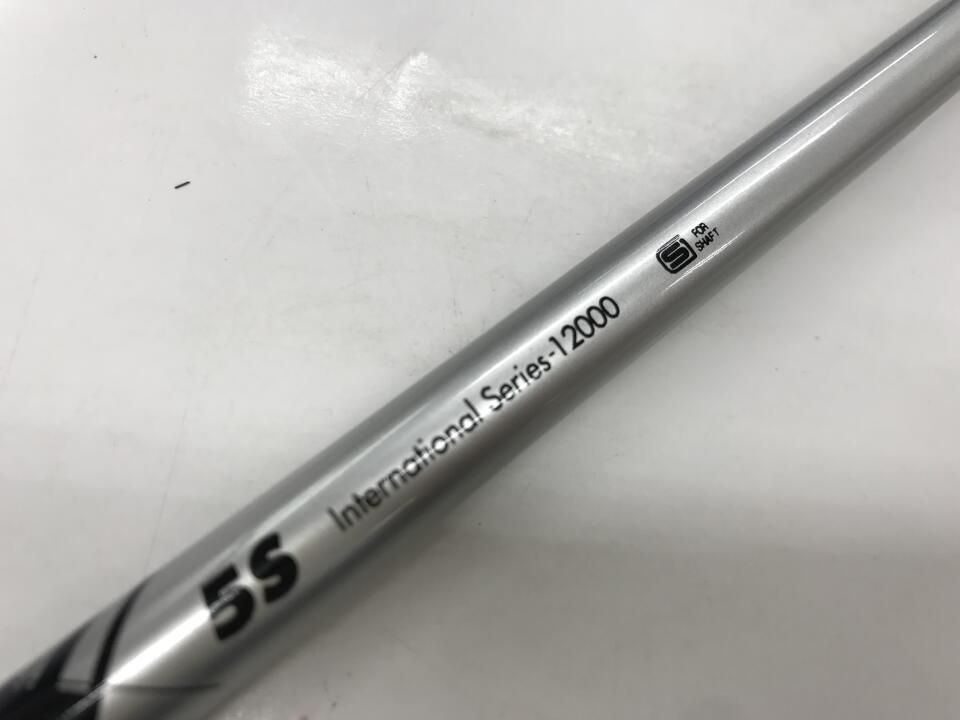 5S
International Series-12000
S
FOR
SHAFT